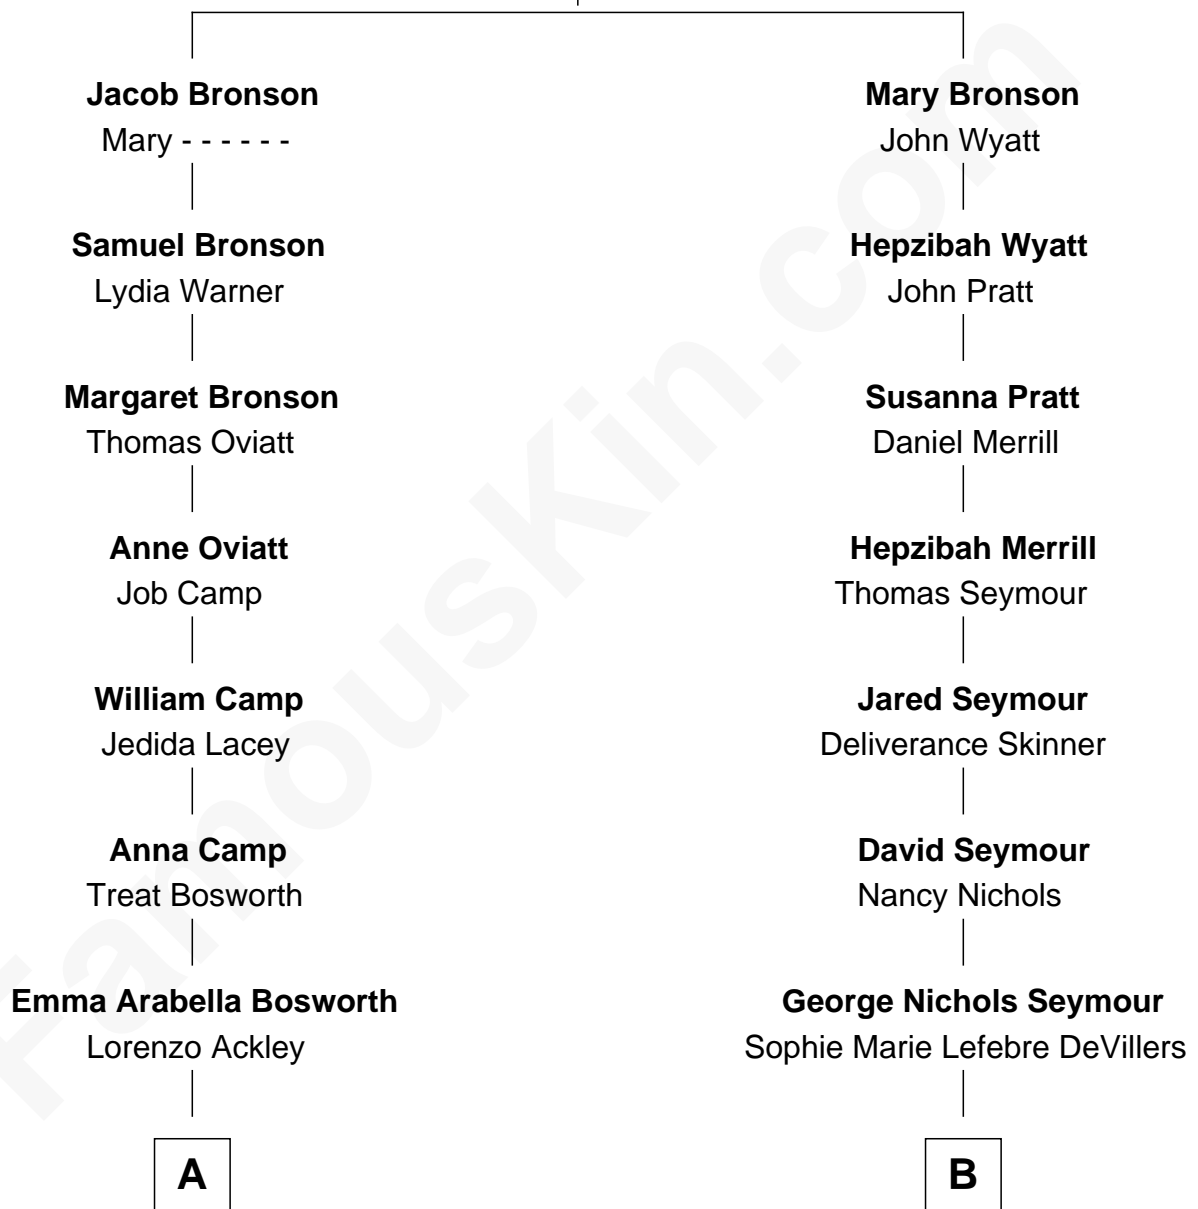 Jacob Bronson
Mary - - - - - -
Samuel Bronson
Lydia Warner
Margaret Bronson
Thomas Oviatt
Anne Oviatt
Job Camp
William Camp
Jedida Lacey
Anna Camp
Treat Bosworth
Emma Arabella Bosworth
Lorenzo Ackley
A
Mary Bronson
John Wyatt
Hepzibah Wyatt
John Pratt
Susanna Pratt
Daniel Merrill
Hepzibah Merrill
Thomas Seymour
Jared Seymour
Deliverance Skinner
David Seymour
Nancy Nichols
George Nichols Seymour
Sophie Marie Lefebre DeVillers
B
FamousKin.com